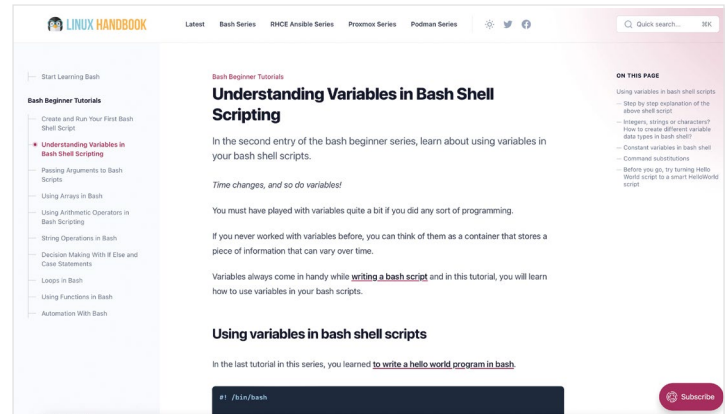 LINUX HANDBOOK
Latest
Bash Series
RHCE Ansible Series
Proxmox Series
Podman Series
Quick search...
⌘K
Start Learning Bash
Bash Beginner Tutorials
Create and Run Your First Bash
Shell Script
Understanding Variables in
Bash Shell Scripting
Passing Arguments to Bash
Scripts
Using Arrays in Bash
Using Arithmetic Operators in
Bash Scripting
String Operations in Bash
Decision Making With If Else and
Case Statements
Loops in Bash
Using Functions in Bash
Automation With Bash
Bash Beginner Tutorials
Understanding Variables in Bash Shell
Scripting
In the second entry of the bash beginner series, learn about using variables in
your bash shell scripts.
Time changes, and so do variables!
You must have played with variables quite a bit if you did any sort of programming.
If you never worked with variables before, you can think of them as a container that stores a
piece of information that can vary over time.
Variables always come in handy while writing a bash script and in this tutorial, you will learn
how to use variables in your bash scripts.
Using variables in bash shell scripts
In the last tutorial in this series, you learned to write a hello world program in bash.
#! /bin/bash
ON THIS PAGE
Using variables in bash shell scripts
Step by step explanation of the
above shell script
Integers, strings or characters?
How to create different variable
data types in bash shell?
Constant variables in bash shell
Command substitutions
Before you go, try turning Hello
World script to a smart HelloWorld
script
Subscribe